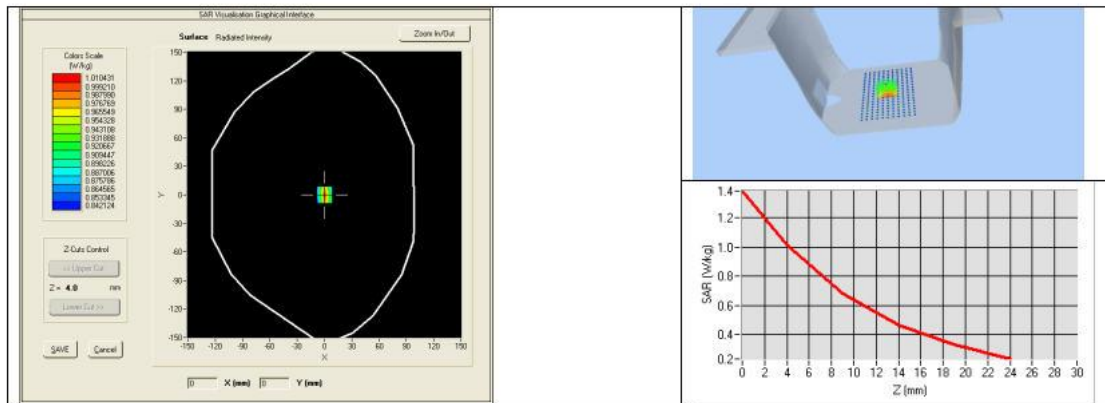 SAR Visualisation Graphical Interface
Surface Radiated Intensity
Zoom In/Out
Colors Scale
(W/kg)
1.010431
0.999210
0.987990
0.976769
0.965549
0.954328
0.943108
0.931888
0.920667
0.909447
0.898226
0.887006
0.875786
0.864565
0.853345
0.842124
Z-Cuts Control
<< Upper Cut
Z = 4.0 mm
Lower Cut >>
SAVE Cancel
Y
150
120
90
60
30
0
-30
-60
-90
-120
-150
-150 -120 -90 -60 -30 0 30 60 90 120 150
X
0 X (mm) 0 Y (mm)
SAR (W/kg)
1.4
1.2
1.0
0.8
0.6
0.4
0.2
0 2 4 6 8 10 12 14 16 18 20 22 24 26 28 30
Z (mm)